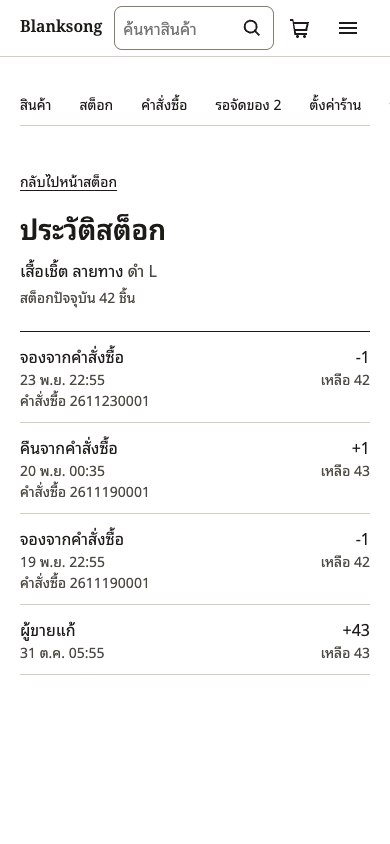 Blanksong
ค้นหาสินค้า
สินค้า สต็อก คำสั่งซื้อ รอจัดของ 2 ตั้งค่าร้าน
กลับไปหน้าสต็อก
ประวัติสต็อก
เสื้อเชิ้ต ลายทาง ดำ L
สต็อกปัจจุบัน 42 ชิ้น
จองจากคำสั่งซื้อ -1
23 พ.ย. 22:55 เหลือ 42
คำสั่งซื้อ 2611230001
คืนจากคำสั่งซื้อ +1
20 พ.ย. 00:35 เหลือ 43
คำสั่งซื้อ 2611190001
จองจากคำสั่งซื้อ -1
19 พ.ย. 22:55 เหลือ 42
คำสั่งซื้อ 2611190001
ผู้ขายแก้ +43
31 ต.ค. 05:55 เหลือ 43